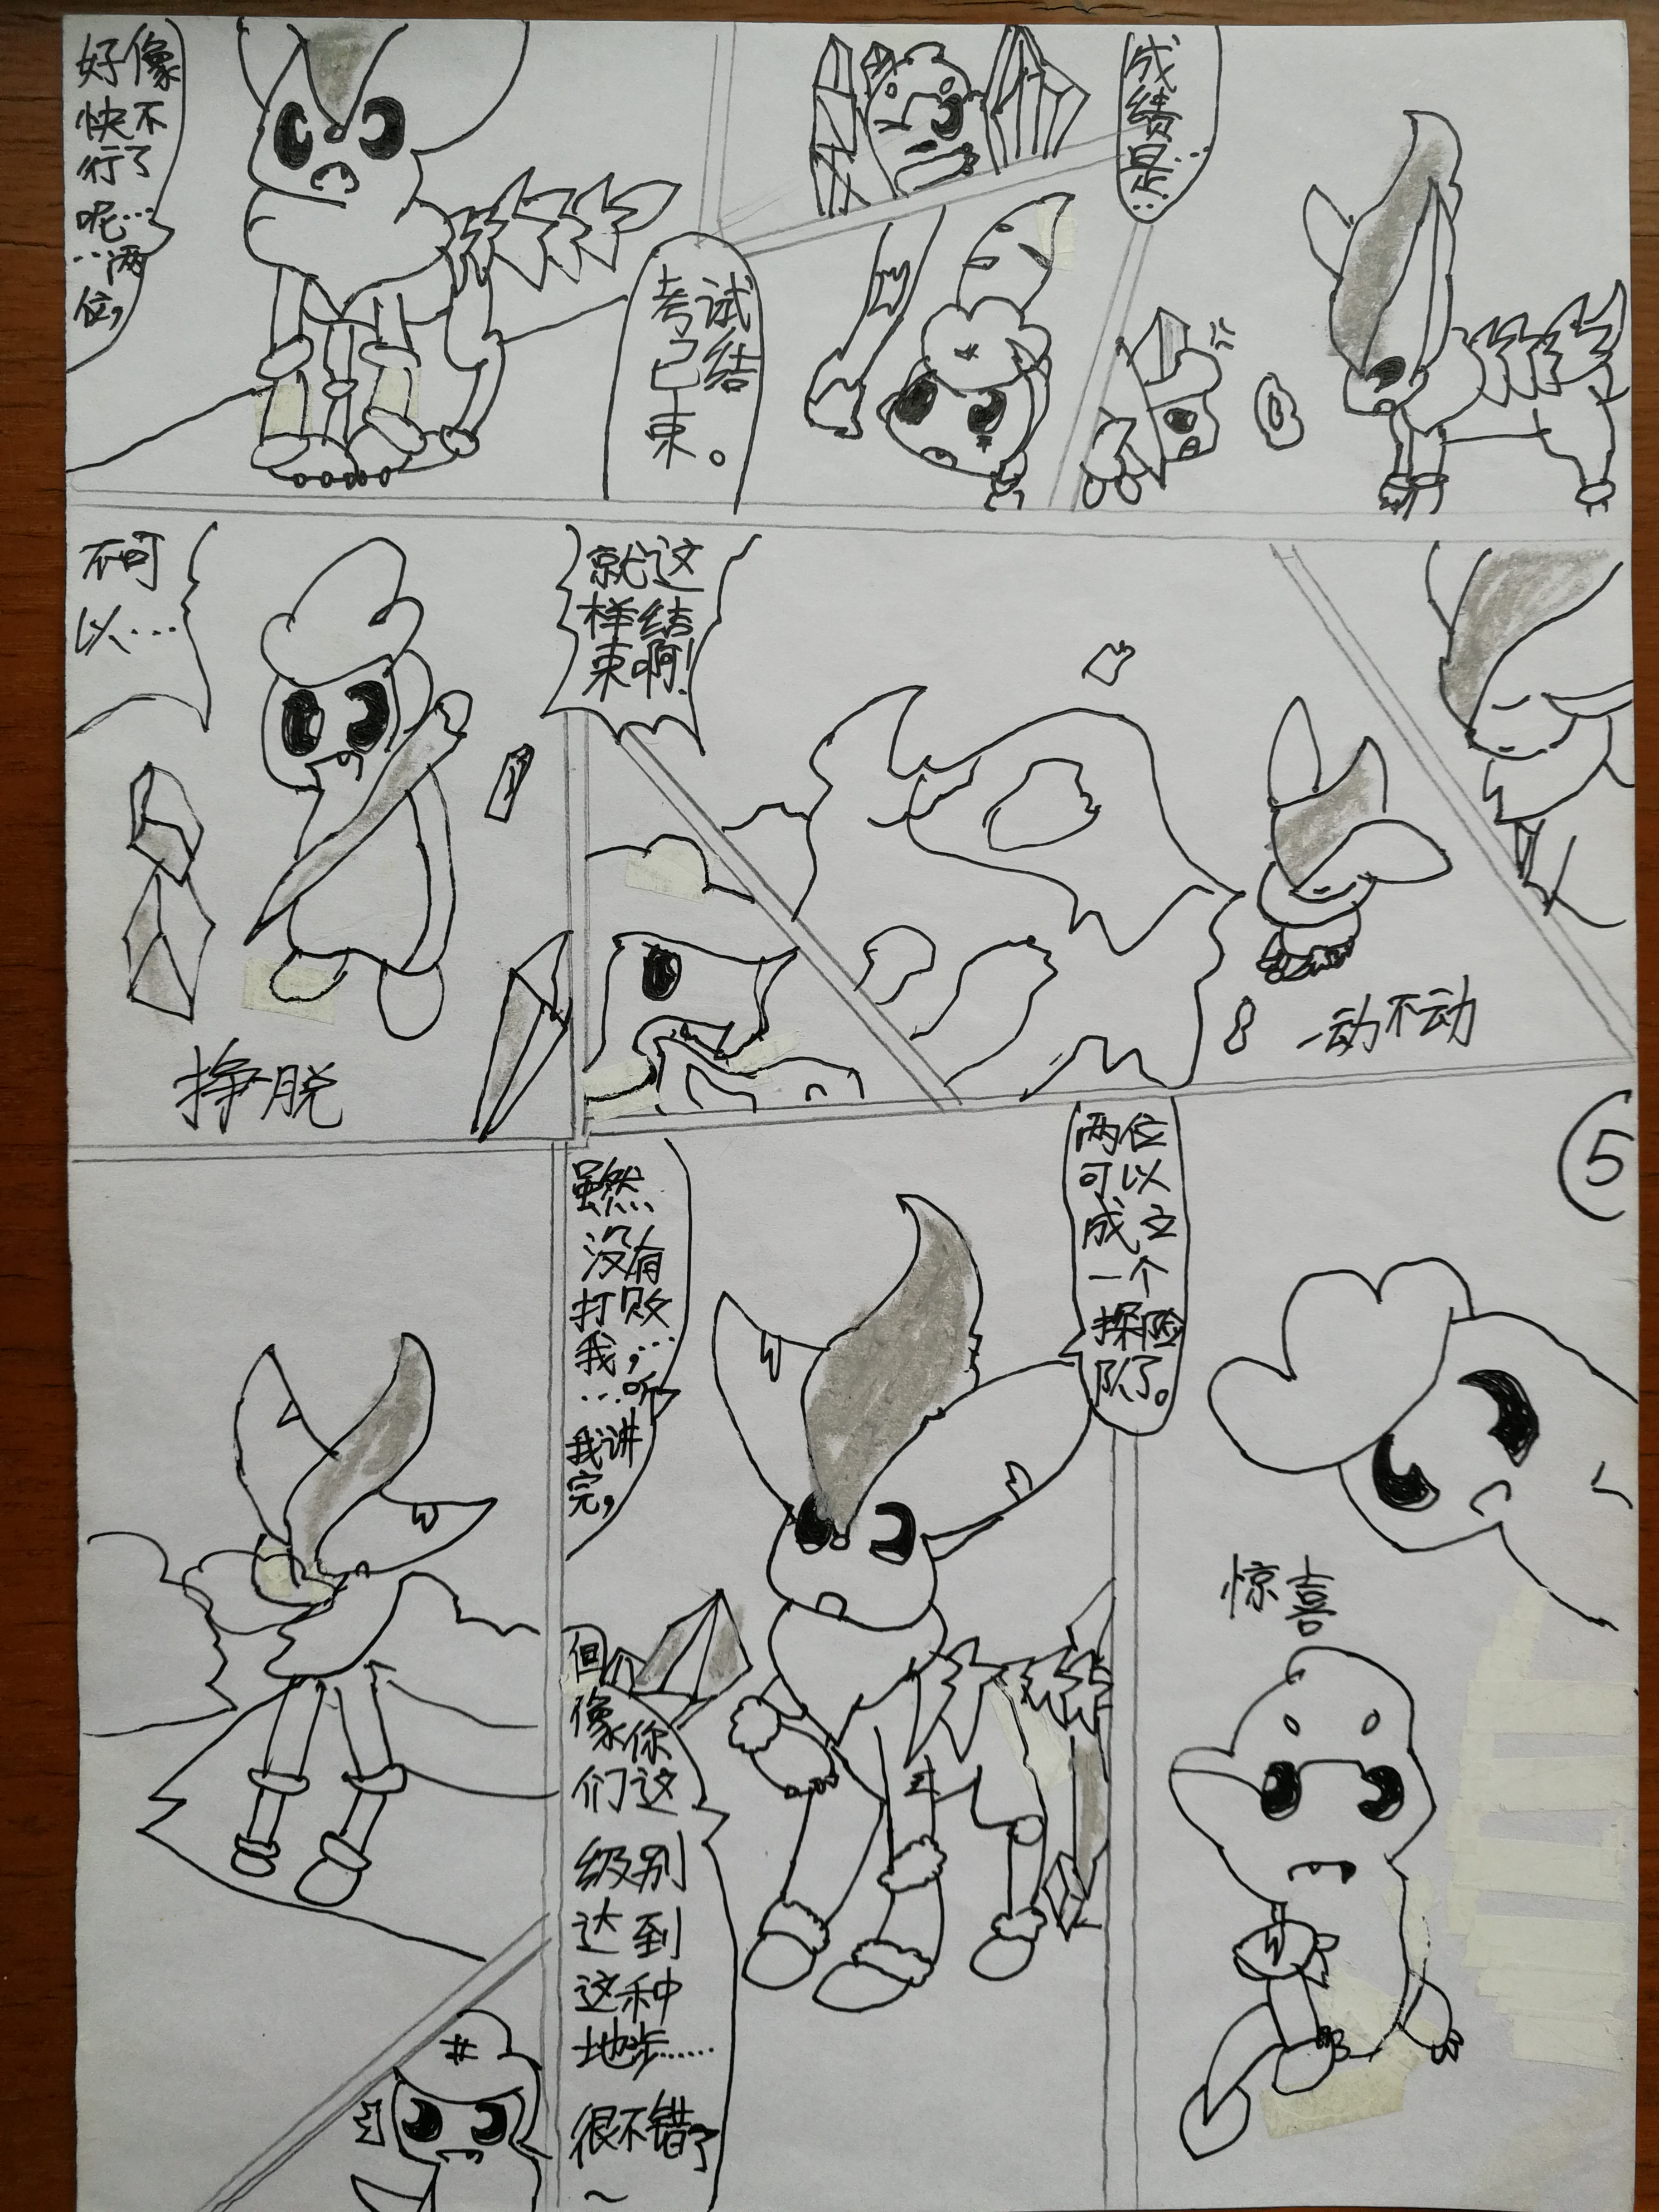 好像
快不
行了
呢…
…两
位,
考试
已结
束。
成
绩
是…
…
不可
以…
挣脱
就这
样结
束啊!
一动不动
虽然
没有
打败
我,…
…听
我讲
完,
但
像你
们这
级别
达到
这种
地步……
很不错了
~
两位
可以
成立
一个
探险
队了。
5
惊喜